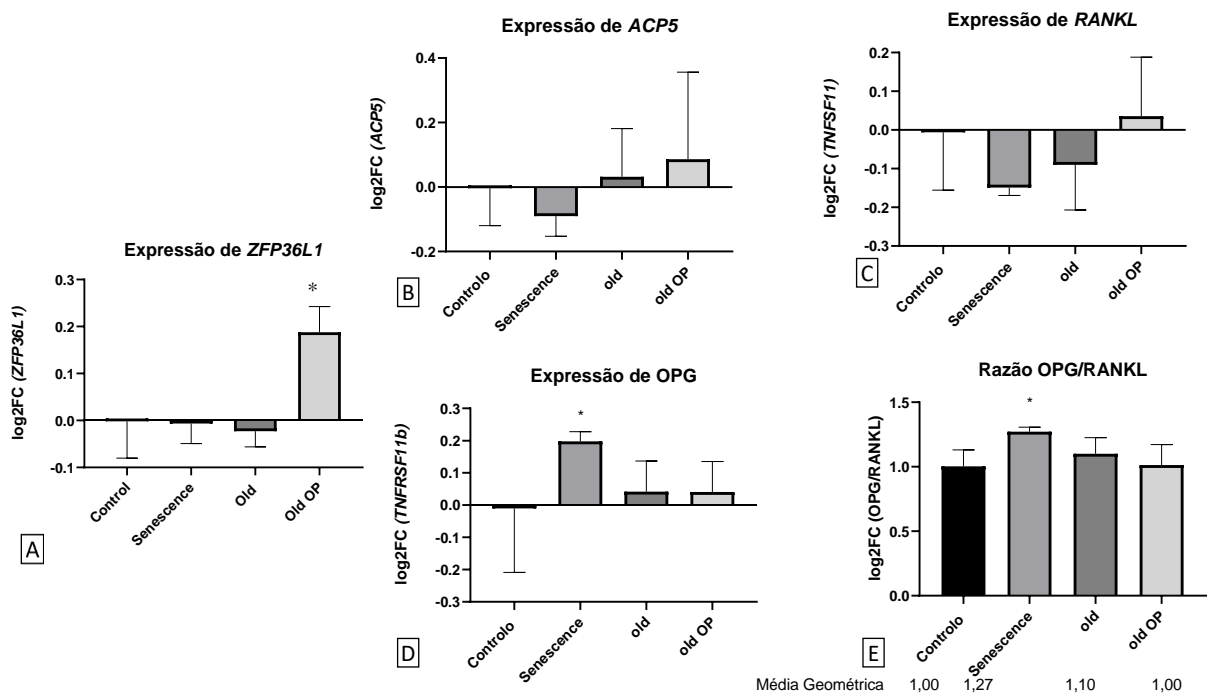 Expressão de ZFP36L1
log2FC (ZFP36L1)
0.3
0.2
0.1
0.0
-0.1
*
Control
Senescence
Old
Old OP
A
Expressão de ACP5
log2FC (ACP5)
0.4
0.2
0.0
-0.2
Controlo
Senescence
old
old OP
B
Expressão de RANKL
log2FC (TNFSF11)
0.2
0.1
0.0
-0.1
-0.2
-0.3
Controlo
Senescence
old
old OP
C
Expressão de OPG
log2FC (TNFRSF11b)
0.3
0.2
0.1
0.0
-0.1
-0.2
-0.3
*
Controlo
Senescence
old
old OP
D
Razão OPG/RANKL
log2FC (OPG/RANKL)
1.5
1.0
0.5
0.0
*
Controlo
Senescence
old
old OP
E
Média Geométrica 1,00 1,27 1,10 1,00